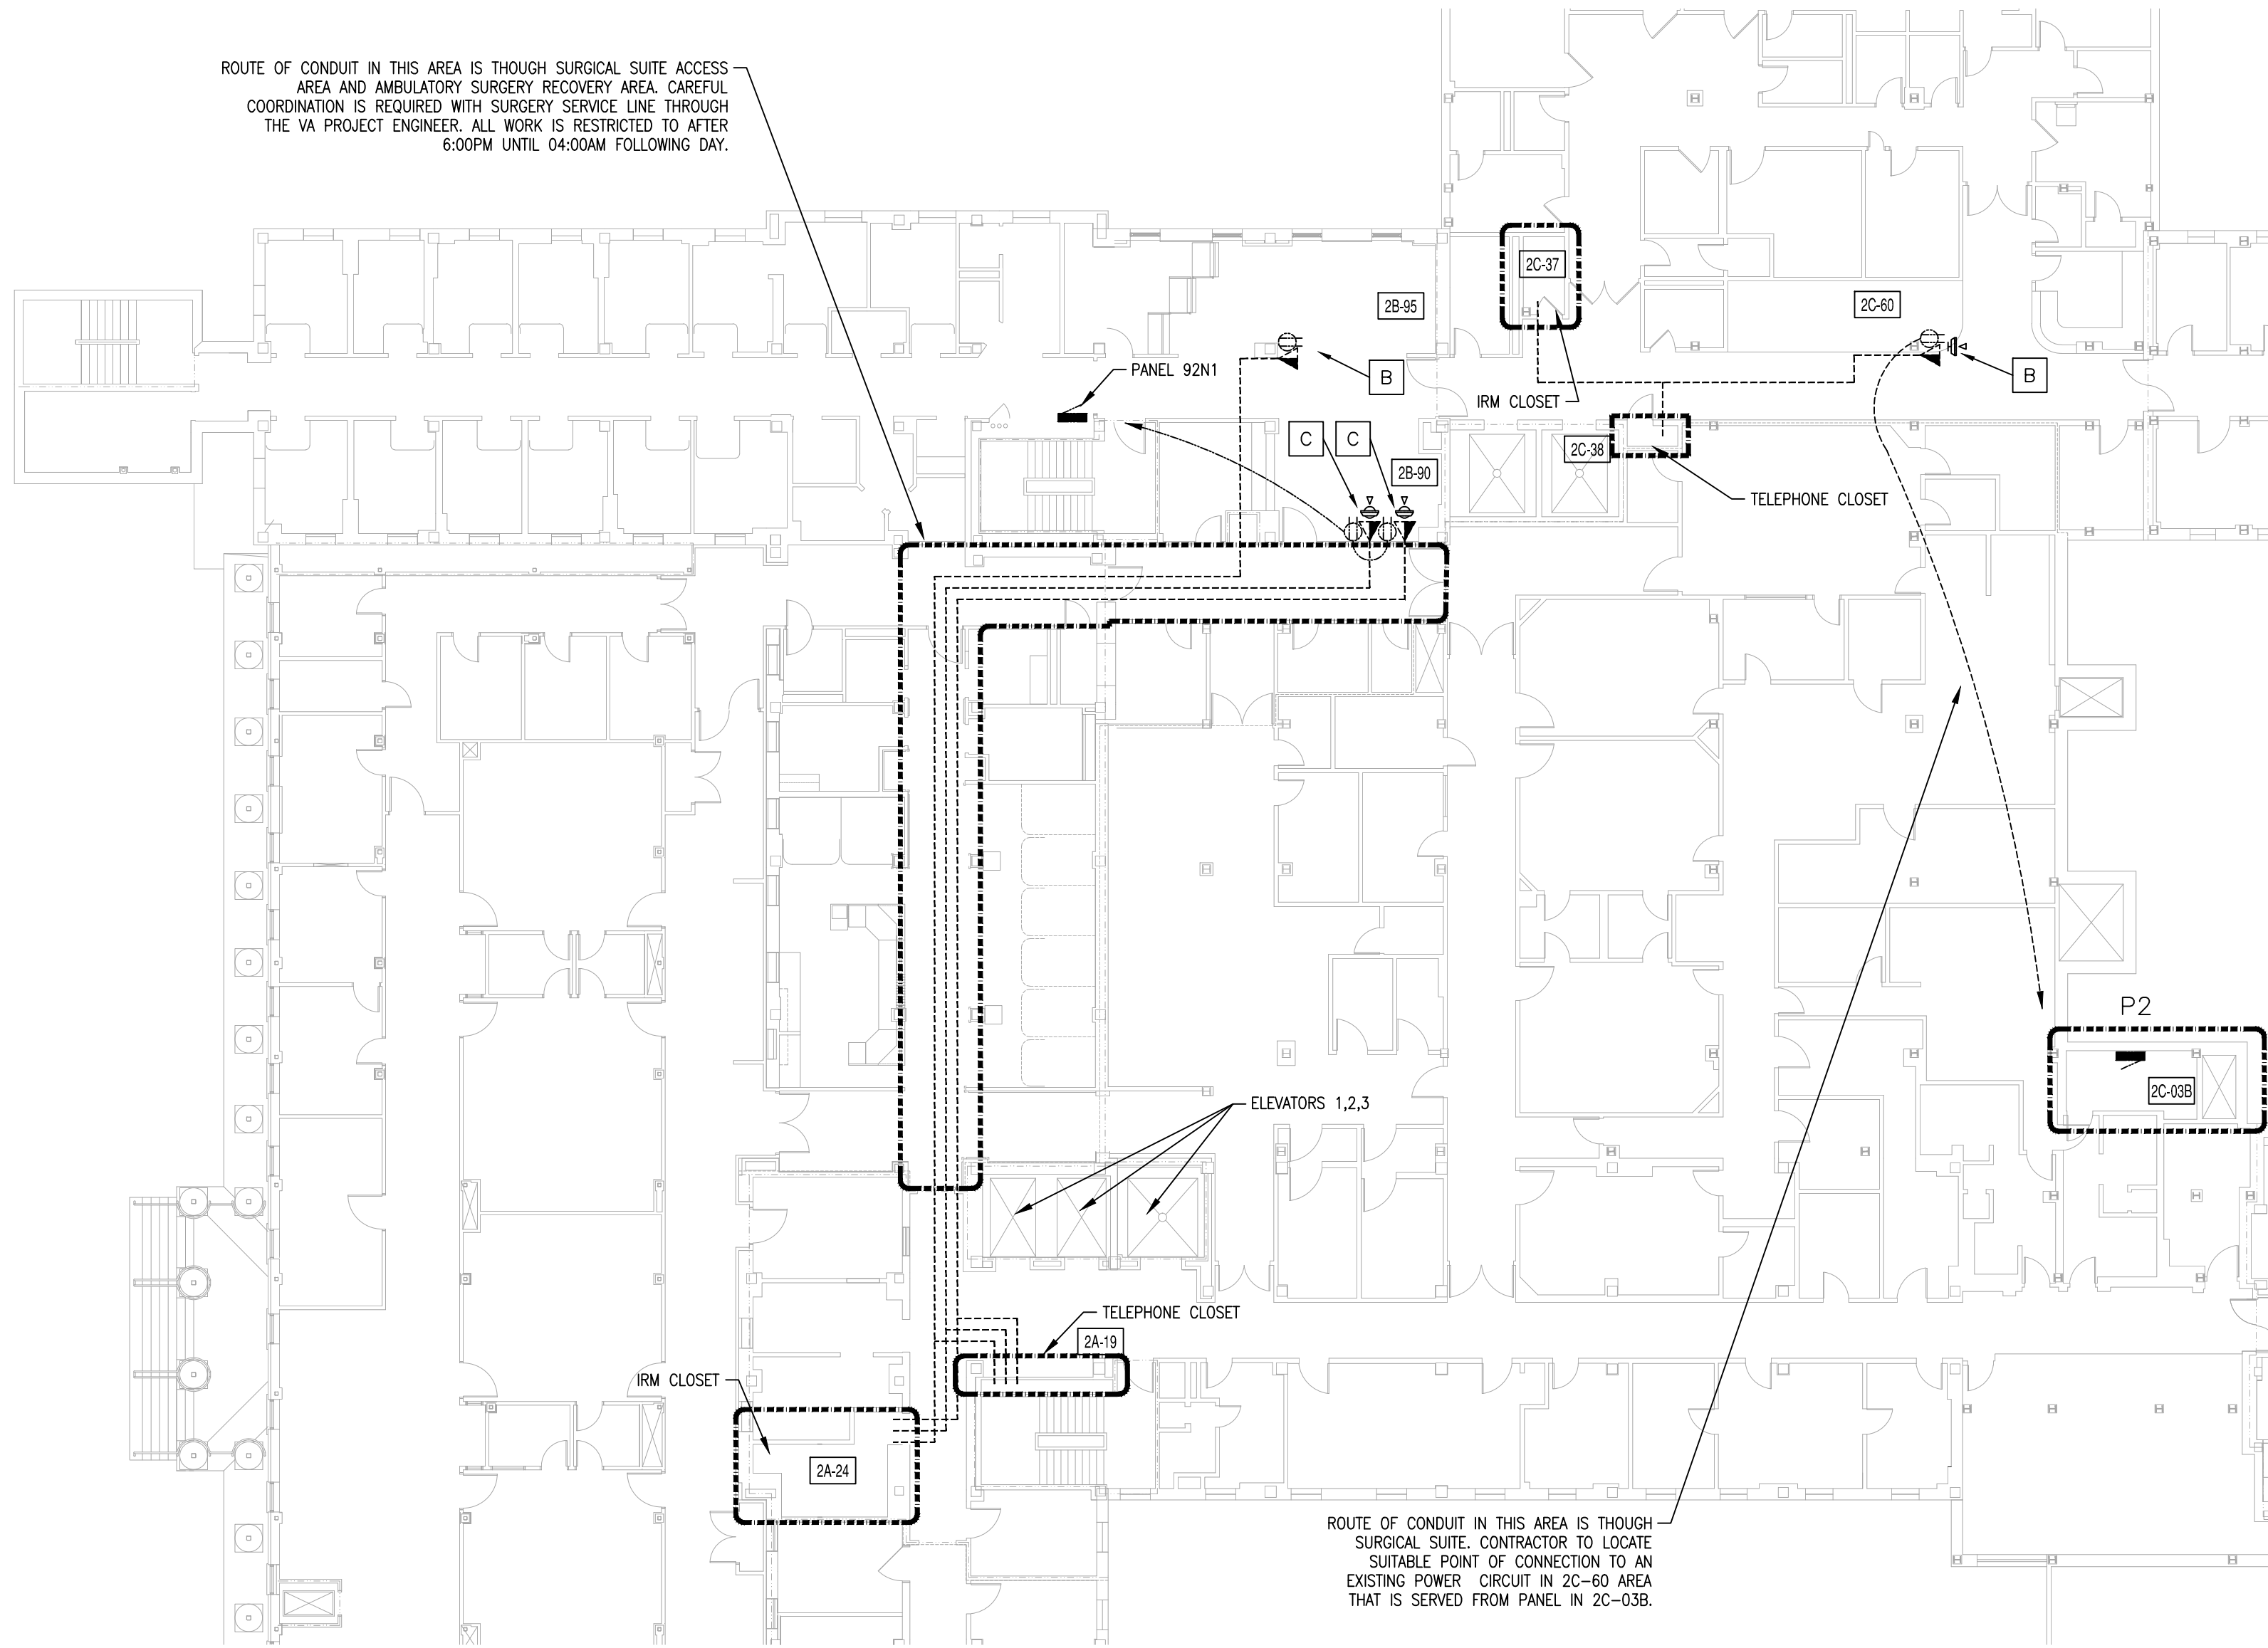 ROUTE OF CONDUIT IN THIS AREA IS THOUGH SURGICAL SUITE ACCESS
AREA AND AMBULATORY SURGERY RECOVERY AREA. CAREFUL
COORDINATION IS REQUIRED WITH SURGERY SERVICE LINE THROUGH
THE VA PROJECT ENGINEER. ALL WORK IS RESTRICTED TO AFTER
6:00PM UNTIL 04:00AM FOLLOWING DAY.
2C-37
2B-95
2C-60
PANEL 92N1
B
B
IRM CLOSET
C
C
2C-38
2B-90
TELEPHONE CLOSET
P2
2C-03B
ELEVATORS 1,2,3
TELEPHONE CLOSET
2A-19
IRM CLOSET
2A-24
ROUTE OF CONDUIT IN THIS AREA IS THOUGH
SURGICAL SUITE. CONTRACTOR TO LOCATE
SUITABLE POINT OF CONNECTION TO AN
EXISTING POWER CIRCUIT IN 2C-60 AREA
THAT IS SERVED FROM PANEL IN 2C-03B.